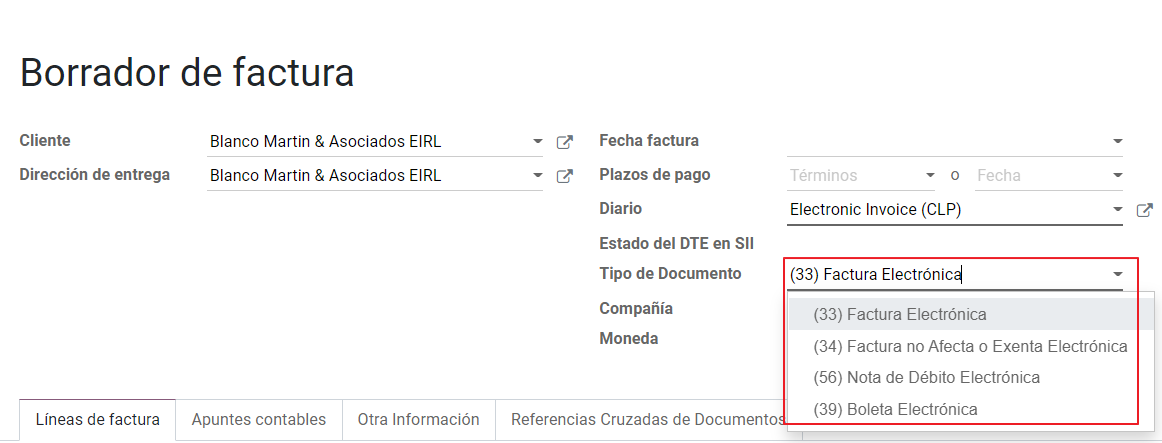 Borrador de factura
Cliente
Blanco Martin & Asociados EIRL
Dirección de entrega
Blanco Martin & Asociados EIRL
Fecha factura
Plazos de pago
Términos
o
Fecha
Diario
Electronic Invoice (CLP)
Estado del DTE en SII
Tipo de Documento
(33) Factura Electrónica
(33) Factura Electrónica
(34) Factura no Afecta o Exenta Electrónica
(56) Nota de Débito Electrónica
(39) Boleta Electrónica
Compañía
Moneda
Líneas de factura
Apuntes contables
Otra Información
Referencias Cruzadas de Documentos